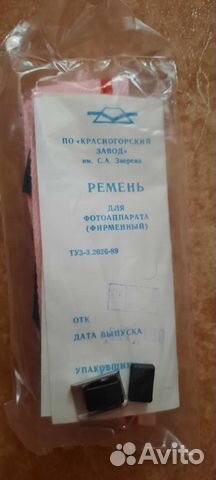 ПО «КРАСНОГОРСКИЙ
ЗАВОД»
им. С.А. Зверева
РЕМЕНЬ
ДЛЯ
ФОТОАППАРАТА
(ФИРМЕННЫЙ)
ТУ3-3.2026-89
ОТК
ДАТА ВЫПУСКА
УПАКОВЩИК
Avito